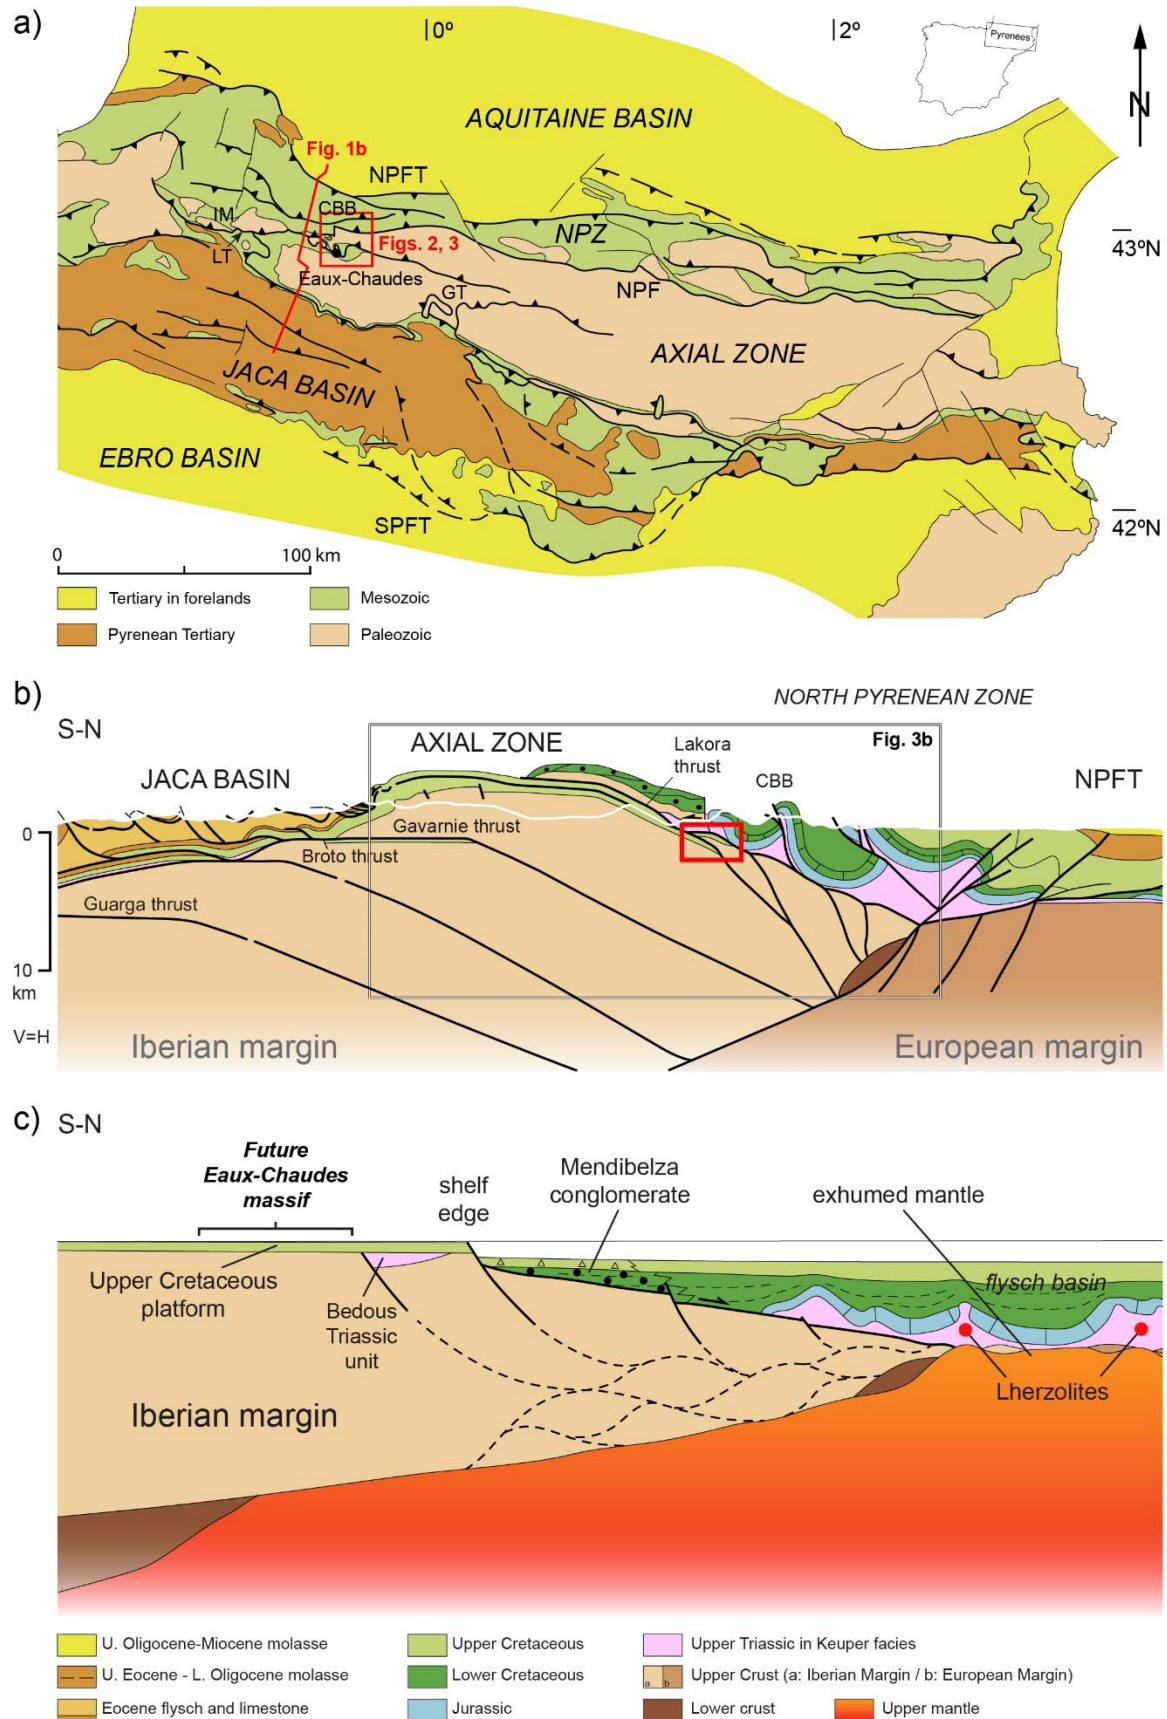 a)
0°
2°
Pyrenees
N
AQUITAINE BASIN
Fig. 1b
NPFT
CBB
IM
NPZ
Figs. 2, 3
43ºN
LT
Eaux-Chaudes
GT
NPF
AXIAL ZONE
JACA BASIN
EBRO BASIN
SPFT
42ºN
0
100 km
Tertiary in forelands
Mesozoic
Pyrenean Tertiary
Paleozoic
b)
NORTH PYRENEAN ZONE
S-N
AXIAL ZONE
Fig. 3b
Lakora
thrust
JACA BASIN
CBB
NPFT
0
Gavarnie thrust
Broto thrust
Guarga thrust
10
km
V=H
Iberian margin
European margin
c)
S-N
Future
Eaux-Chaudes
massif
shelf
edge
Mendibelza
conglomerate
exhumed mantle
Upper Cretaceous
platform
Bedous
Triassic
unit
flysch basin
Lherzolites
Iberian margin
U. Oligocene-Miocene molasse
Upper Cretaceous
Upper Triassic in Keuper facies
U. Eocene - L. Oligocene molasse
Lower Cretaceous
a
b
Upper Crust (a: Iberian Margin / b: European Margin)
Eocene flysch and limestone
Jurassic
Lower crust
Upper mantle